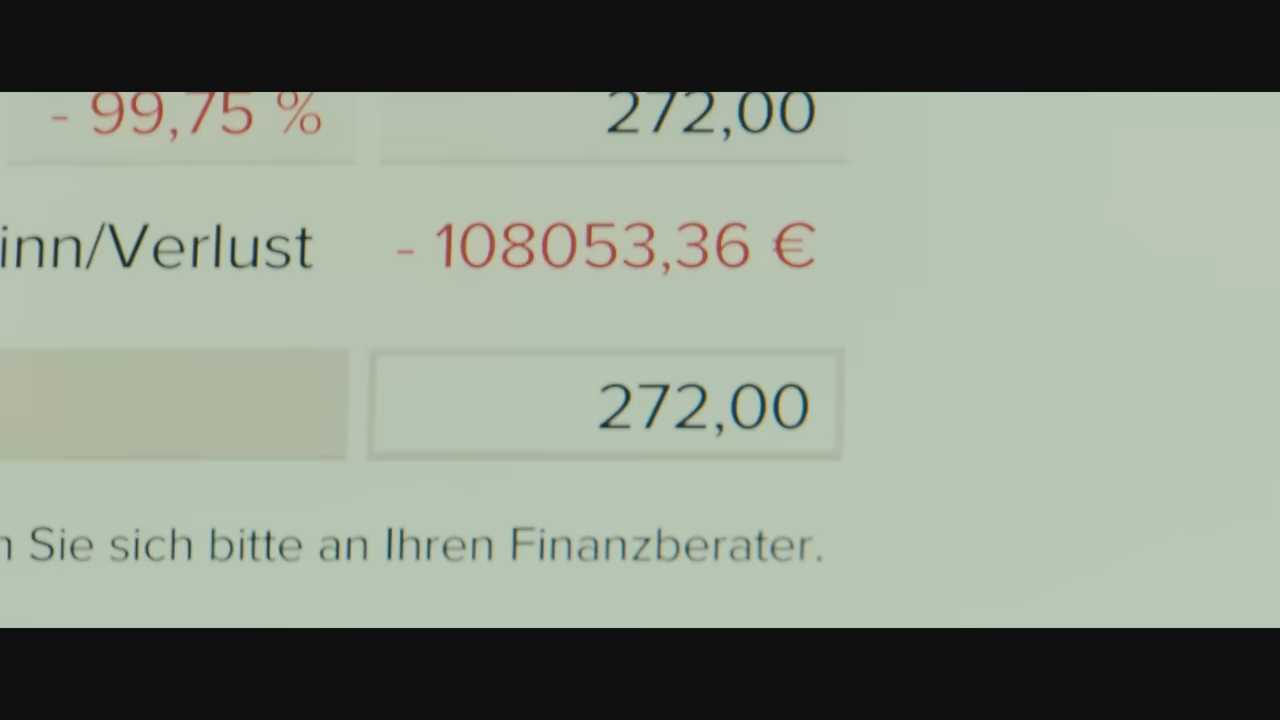 - 99,75 % 272,00
inn/Verlust - 108053,36 €
272,00
n Sie sich bitte an Ihren Finanzberater.